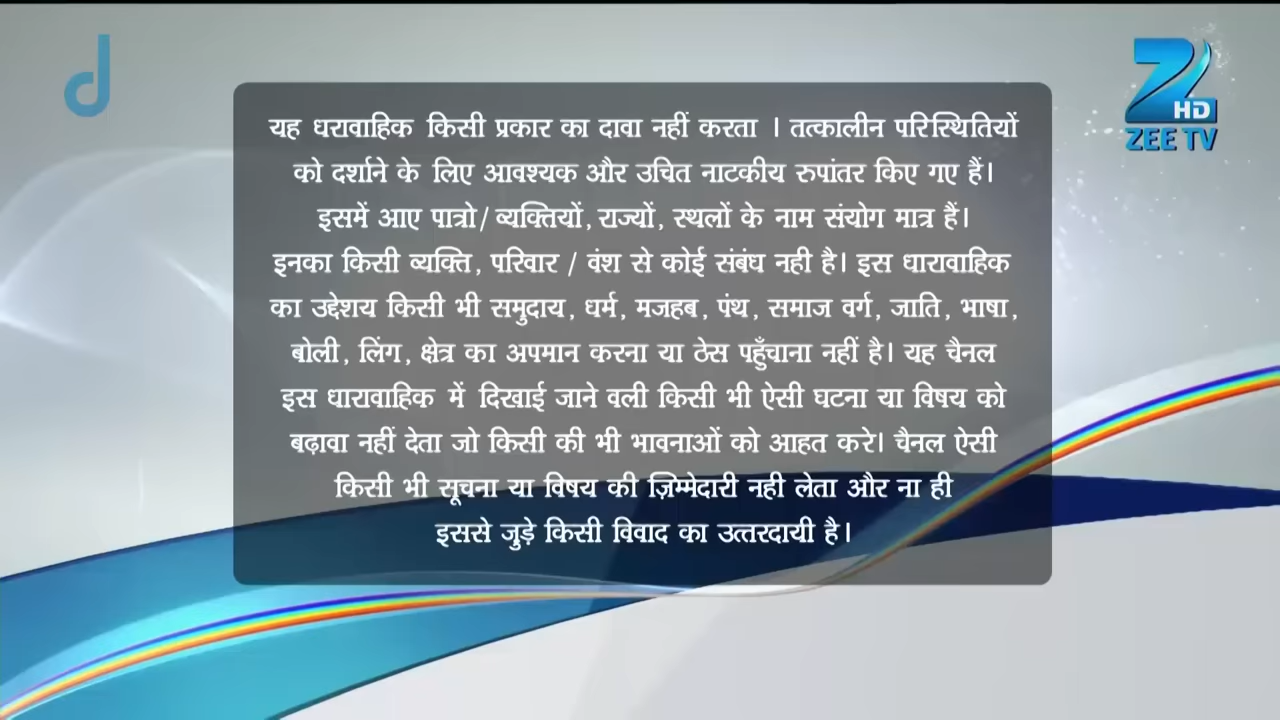 d
Z
HD
ZEE TV
यह धरावाहिक किसी प्रकार का दावा नहीं करता । तत्कालीन परिस्थितियों
को दर्शाने के लिए आवश्यक और उचित नाटकीय रुपांतर किए गए हैं।
इसमें आए पात्रो/ व्यक्तियों, राज्यों, स्थलों के नाम संयोग मात्र हैं।
इनका किसी व्यक्ति, परिवार / वंश से कोई संबंघ नही है। इस धारावाहिक
का उद्देशय किसी भी समुदाय, धर्म, मजहब, पंथ, समाज वर्ग, जाति, भाषा,
बोली, लिंग, क्षेत्र का अपमान करना या ठेस पहुँचाना नहीं है। यह चैनल
इस धारावाहिक में दिखाई जाने वली किसी भी ऐसी घटना या विषय को
बढ़ावा नहीं देता जो किसी की भी भावनाओं को आहत करे। चैनल ऐसी
किसी भी सूचना या विषय की ज़िम्मेदारी नही लेता और ना ही
इससे जुड़े किसी विवाद का उत्तरदायी है।